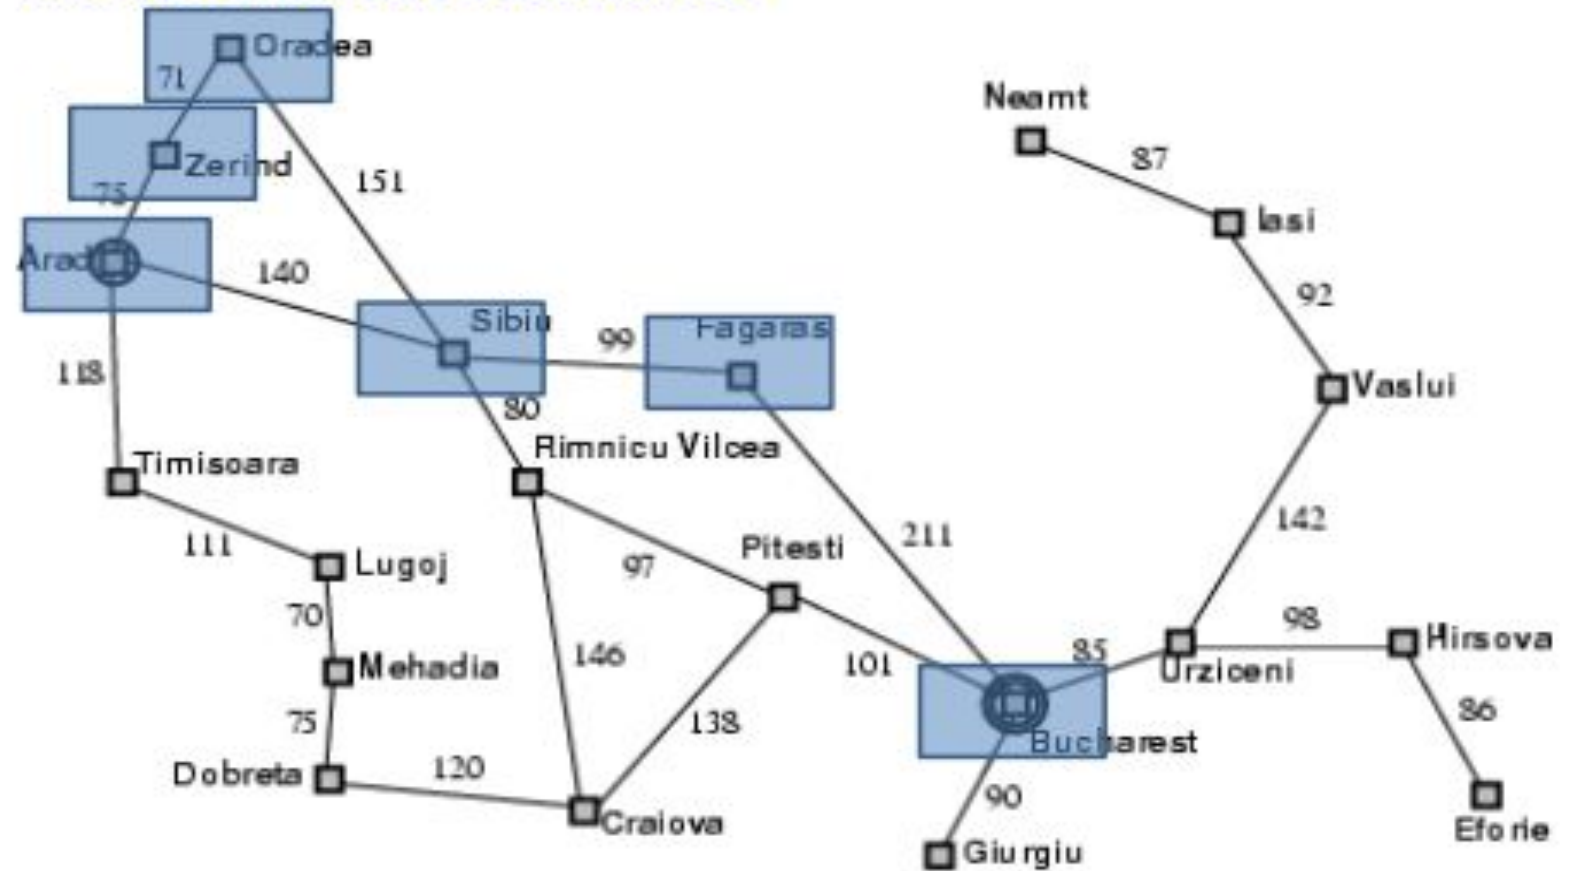 Oradea
71
Neamt
Zerind
87
75
151
Iasi
Arad
140
92
Sibiu
99
Fagaras
118
80
Vaslui
Timisoara
Rimnicu Vilcea
142
111
211
Lugoj
97
Pitesti
70
98
Hirsova
146
85
Mehadia
101
Urziceni
75
138
86
Bucharest
Dobreta
120
90
Craiova
Eforie
Giurgiu